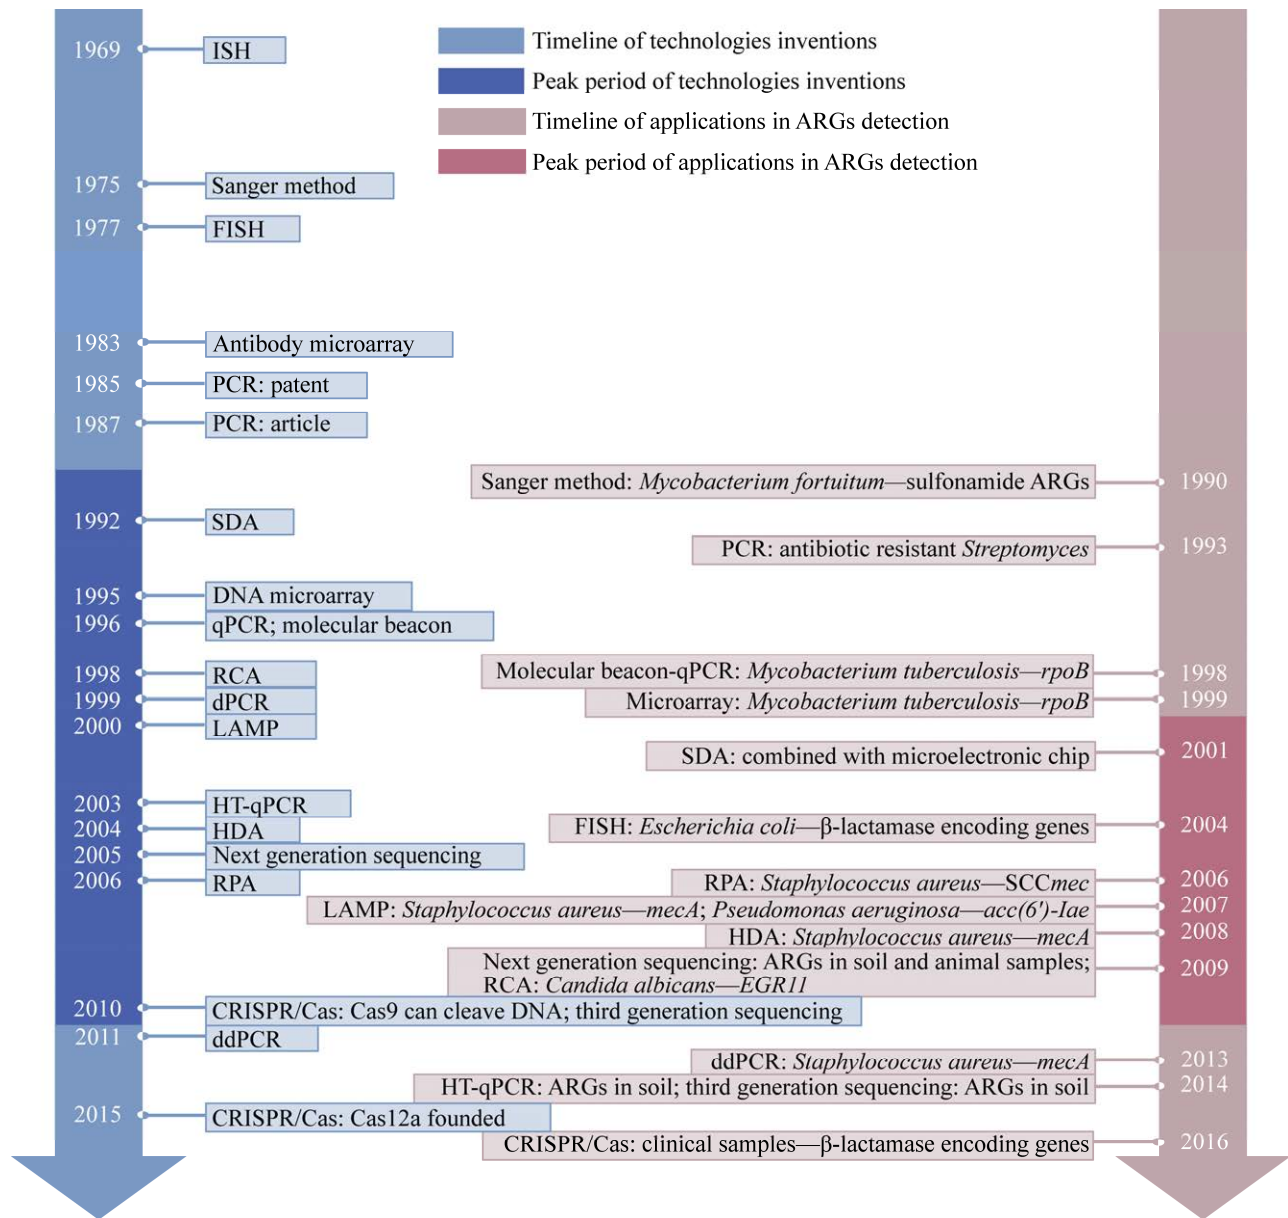 Timeline of technologies inventions
Peak period of technologies inventions
Timeline of applications in ARGs detection
Peak period of applications in ARGs detection
1969 ISH
1975 Sanger method
1977 FISH
1983 Antibody microarray
1985 PCR: patent
1987 PCR: article
Sanger method: Mycobacterium fortuitum—sulfonamide ARGs 1990
1992 SDA
PCR: antibiotic resistant Streptomyces 1993
1995 DNA microarray
1996 qPCR; molecular beacon
1998 RCA
Molecular beacon-qPCR: Mycobacterium tuberculosis—rpoB 1998
1999 dPCR
Microarray: Mycobacterium tuberculosis—rpoB 1999
2000 LAMP
SDA: combined with microelectronic chip 2001
2003 HT-qPCR
2004 HDA
FISH: Escherichia coli—β-lactamase encoding genes 2004
2005 Next generation sequencing
2006 RPA
RPA: Staphylococcus aureus—SCCmec 2006
LAMP: Staphylococcus aureus—mecA; Pseudomonas aeruginosa—acc(6')-Iae 2007
HDA: Staphylococcus aureus—mecA 2008
Next generation sequencing: ARGs in soil and animal samples;
RCA: Candida albicans—EGR11 2009
2010 CRISPR/Cas: Cas9 can cleave DNA; third generation sequencing
2011 ddPCR
ddPCR: Staphylococcus aureus—mecA 2013
HT-qPCR: ARGs in soil; third generation sequencing: ARGs in soil 2014
2015 CRISPR/Cas: Cas12a founded
CRISPR/Cas: clinical samples—β-lactamase encoding genes 2016